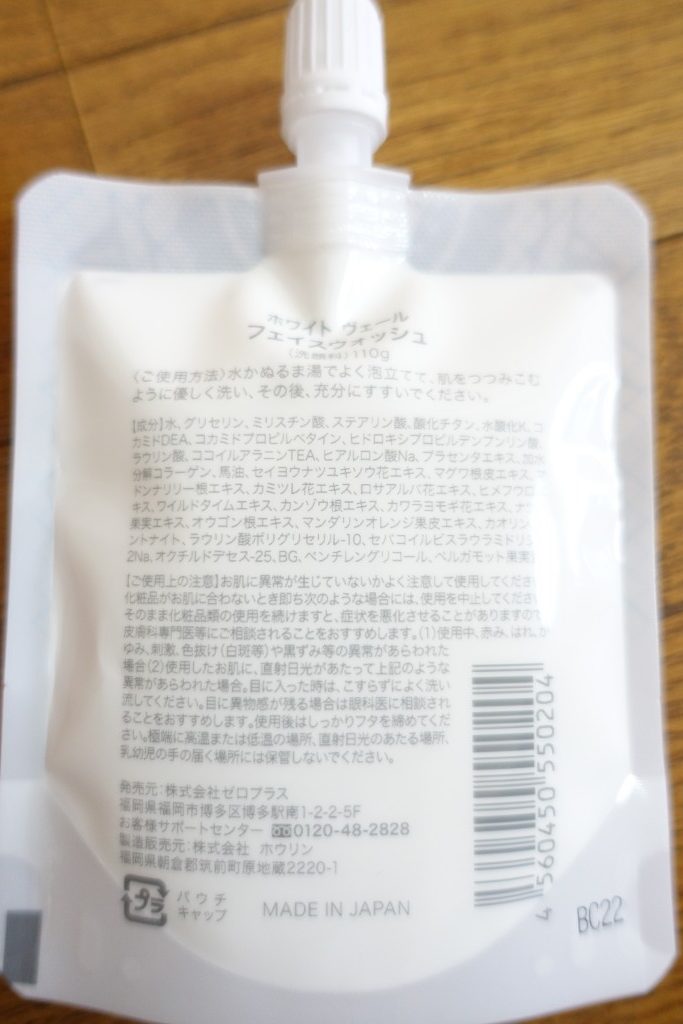 ホワイト ヴェール
フェイスウォッシュ
(洗顔料)110g
〈ご使用方法〉水かぬるま湯でよく泡立てて、肌をつつみこむ
ように優しく洗い、その後、充分にすすいでください。
【成分】水、グリセリン、ミリスチン酸、ステアリン酸、酸化チタン、水酸化K、コ
カミドDEA、コカミドプロピルベタイン、ヒドロキシプロピルデンプンリン酸、
ラウリン酸、ココイルアラニンTEA、ヒアルロン酸Na、プラセンタエキス、加水
分解コラーゲン、馬油、セイヨウナツユキソウ花エキス、マグワ根皮エキス、マ
ドンナリリー根エキス、カミツレ花エキス、ロサアルバ花エキス、ヒメフウロ
キス、ワイルドタイムエキス、カンゾウ根エキス、カワラヨモギ花エキス、ナツ
果実エキス、オウゴン根エキス、マンダリンオレンジ果皮エキス、カオリン
ントナイト、ラウリン酸ポリグリセリル-10、セバコイルビスラウラミドリシ
2Na、オクチルドデセス-25、BG、ペンチレングリコール、ベルガモット果実
【ご使用上の注意】お肌に異常が生じていないかよく注意して使用してくださ
化粧品がお肌に合わないとき即ち次のような場合には、使用を中止してくださ
そのまま化粧品類の使用を続けますと、症状を悪化させることがありますので
皮膚科専門医等にご相談されることをおすすめします。(1)使用中、赤み、はれ、か
ゆみ、刺激、色抜け(白斑等)や黒ずみ等の異常があらわれた
場合(2)使用したお肌に、直射日光があたって上記のような
異常があらわれた場合。目に入った時は、こすらずによく洗い
流してください。目に異物感が残る場合は眼科医に相談され
ることをおすすめします。使用後はしっかりフタを締めてくだ
さい。極端に高温または低温の場所、直射日光のあたる場所、
乳幼児の手の届く場所には保管しないでください。
発売元:株式会社ゼロプラス
福岡県福岡市博多区博多駅南1-2-2-5F
お客様サポートセンター 0120-48-2828
製造販売元:株式会社 ホウリン
福岡県朝倉郡筑前町原地蔵2220-1
プラ
パウチ
キャップ
MADE IN JAPAN
4 560450 550204
BC22